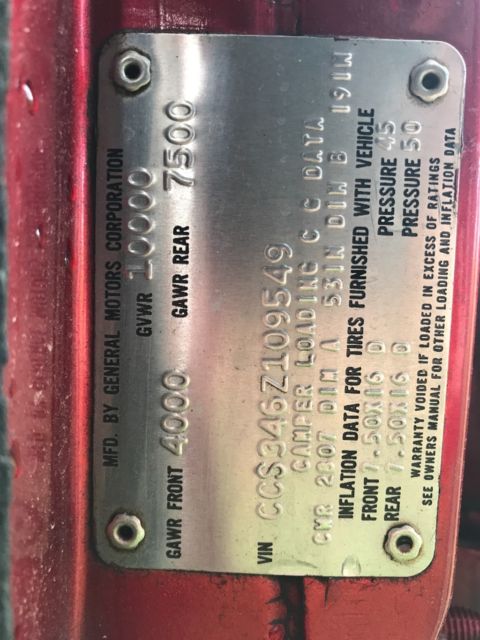 MFD. BY GENERAL MOTORS CORPORATION
GVWR 10000
GAWR FRONT 4000 GAWR REAR 7500
VIN CCS346Z109549
CAMPER LOADING C G DATA
CWR 2807 DIM A 53IN DIM B 191IN
INFLATION DATA FOR TIRES FURNISHED WITH VEHICLE
FRONT 7.50X16 D PRESSURE 45
REAR 7.50X16 D PRESSURE 50
WARRANTY VOIDED IF LOADED IN EXCESS OF RATINGS
SEE OWNERS MANUAL FOR OTHER LOADING AND INFLATION DATA